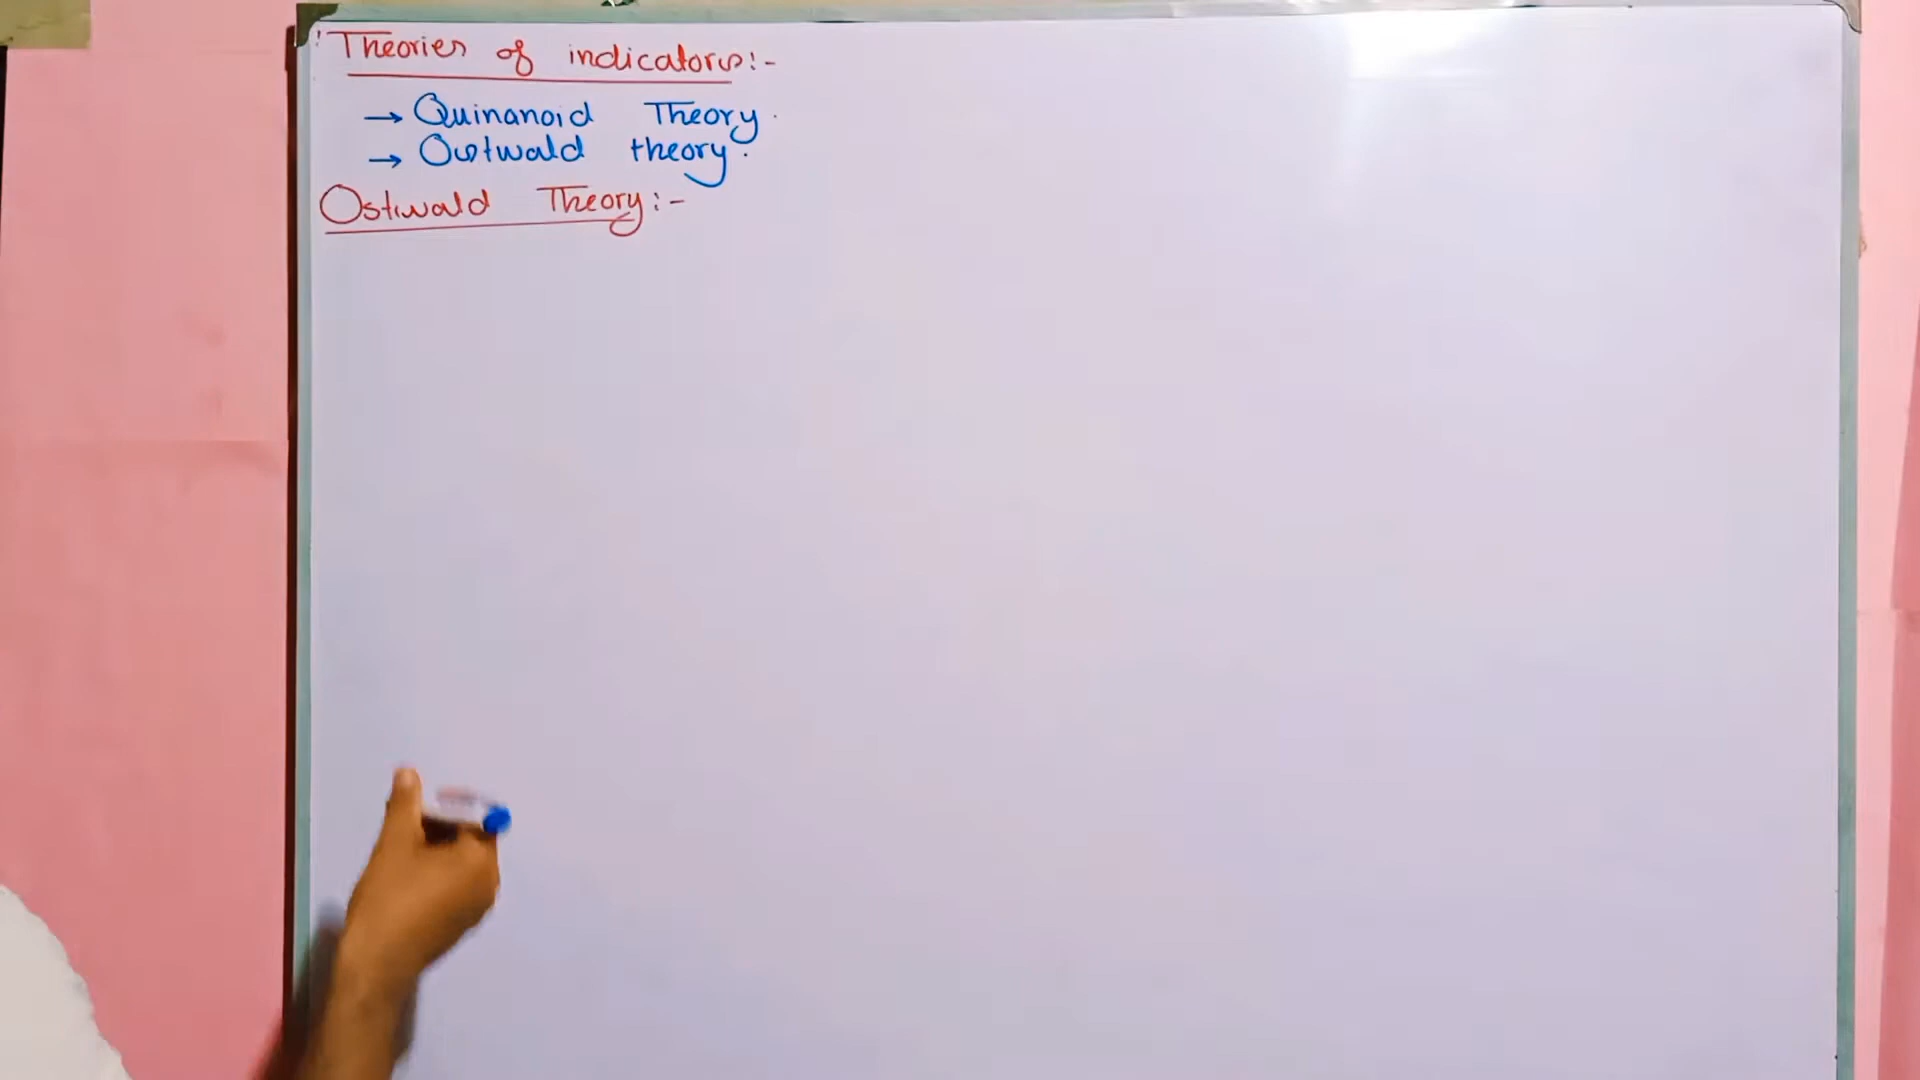 Theories of indicators:-
→ Quinanoid Theory.
→ Ostwald theory.
Ostwald Theory:-